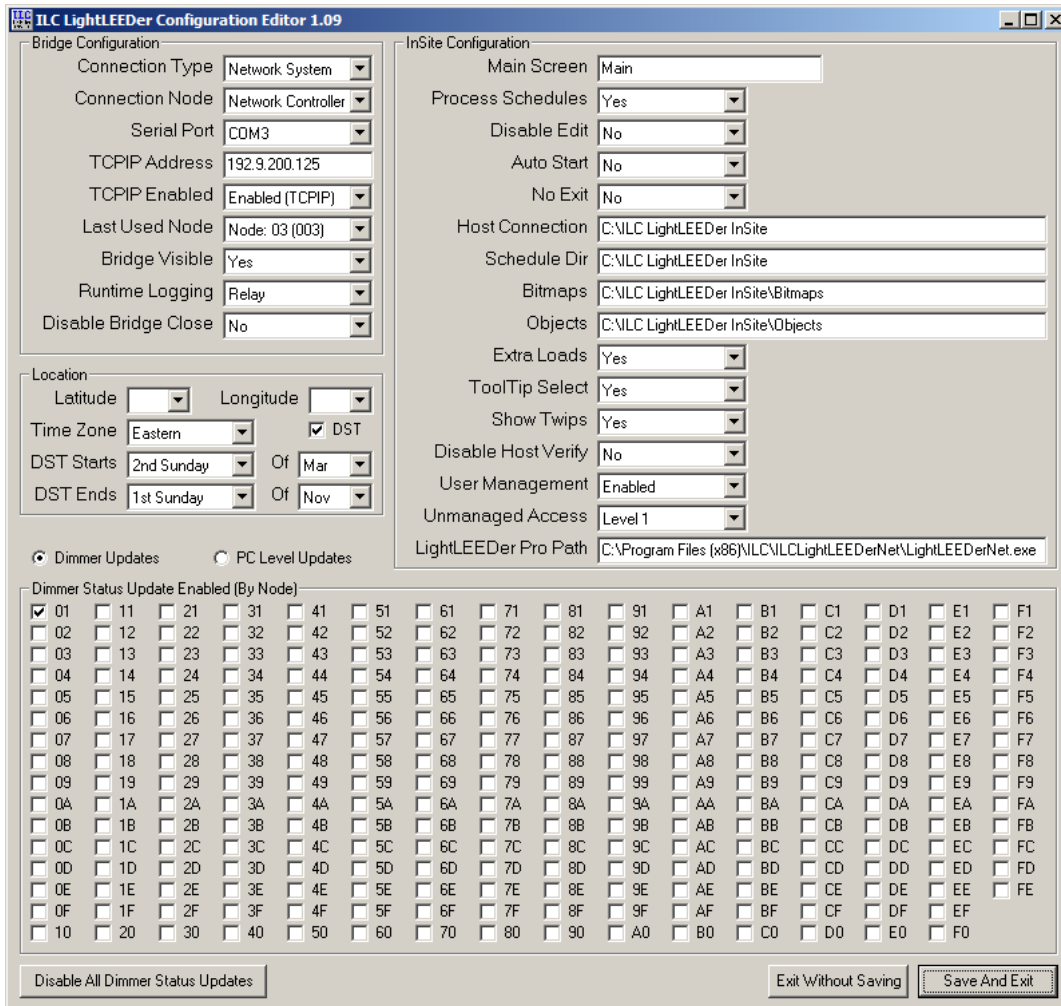 ILC LightLEEDer Configuration Editor 1.09
Bridge Configuration
Connection Type Network System
Connection Node Network Controller
Serial Port COM3
TCPIP Address 192.9.200.125
TCPIP Enabled Enabled (TCPIP)
Last Used Node Node: 03 (003)
Bridge Visible Yes
Runtime Logging Relay
Disable Bridge Close No
Location
Latitude Longitude
Time Zone Eastern DST
DST Starts 2nd Sunday Of Mar
DST Ends 1st Sunday Of Nov
Dimmer Updates PC Level Updates
InSite Configuration
Main Screen Main
Process Schedules Yes
Disable Edit No
Auto Start No
No Exit No
Host Connection C:\ILC LightLEEDer InSite
Schedule Dir C:\ILC LightLEEDer InSite
Bitmaps C:\ILC LightLEEDer InSite\Bitmaps
Objects C:\ILC LightLEEDer InSite\Objects
Extra Loads Yes
ToolTip Select Yes
Show Twips Yes
Disable Host Verify No
User Management Enabled
Unmanaged Access Level 1
LightLEEDer Pro Path C:\Program Files (x86)\ILC\ILCLightLEEDerNet\LightLEEDerNet.exe
Dimmer Status Update Enabled (By Node)
01 11 21 31 41 51 61 71 81 91 A1 B1 C1 D1 E1 F1
02 12 22 32 42 52 62 72 82 92 A2 B2 C2 D2 E2 F2
03 13 23 33 43 53 63 73 83 93 A3 B3 C3 D3 E3 F3
04 14 24 34 44 54 64 74 84 94 A4 B4 C4 D4 E4 F4
05 15 25 35 45 55 65 75 85 95 A5 B5 C5 D5 E5 F5
06 16 26 36 46 56 66 76 86 96 A6 B6 C6 D6 E6 F6
07 17 27 37 47 57 67 77 87 97 A7 B7 C7 D7 E7 F7
08 18 28 38 48 58 68 78 88 98 A8 B8 C8 D8 E8 F8
09 19 29 39 49 59 69 79 89 99 A9 B9 C9 D9 E9 F9
0A 1A 2A 3A 4A 5A 6A 7A 8A 9A AA BA CA DA EA FA
0B 1B 2B 3B 4B 5B 6B 7B 8B 9B AB BB CB DB EB FB
0C 1C 2C 3C 4C 5C 6C 7C 8C 9C AC BC CC DC EC FC
0D 1D 2D 3D 4D 5D 6D 7D 8D 9D AD BD CD DD ED FD
0E 1E 2E 3E 4E 5E 6E 7E 8E 9E AE BE CE DE EE FE
0F 1F 2F 3F 4F 5F 6F 7F 8F 9F AF BF CF DF EF
10 20 30 40 50 60 70 80 90 A0 B0 C0 D0 E0 F0
Disable All Dimmer Status Updates Exit Without Saving Save And Exit